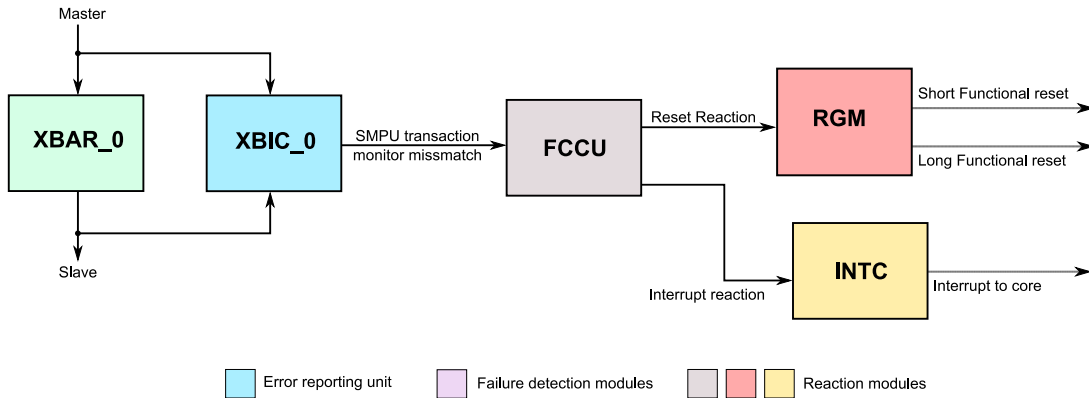 Master
XBAR_0
XBIC_0
SMPU transaction
monitor missmatch
FCCU
Reset Reaction
RGM
Short Functional reset
Long Functional reset
Slave
Interrupt reaction
INTC
Interrupt to core
Error reporting unit
Failure detection modules
Reaction modules